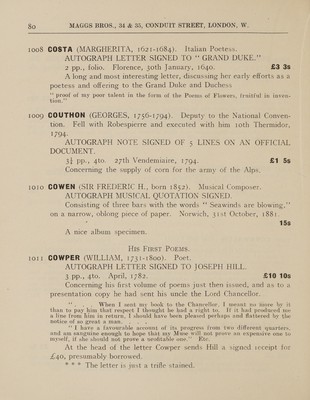 80 MAGGS BROS., 34 & 35, CONDUIT STREET, LONDON, W.
1008 COSTA (MARGHERITA, 1621-1684). Italian Poetess.
AUTOGRAPH LETTER SIGNED TO "GRAND DUKE."
2 pp., folio. Florence, 30th January, 1640. £3 3s
A long and most interesting letter, discussing her early efforts as a
poetess and offering to the Grand Duke and Duchess
"proof of my poor talent in the form of the Poems of Flowers, fruitful in inven-
tion."
1009 COUTHON (GEORGES, 1756-1794). Deputy to the National Conven-
tion. Fell with Robespierre and executed with him 10th Thermidor,
1794.
AUTOGRAPH NOTE SIGNED OF 5 LINES ON AN OFFICIAL
DOCUMENT.
3¼ pp., 4to. 27th Vendemiaire, 1794. £1 5s
Concerning the supply of corn for the army of the Alps.
1010 COWEN (SIR FREDERIC H., born 1852). Musical Composer.
AUTOGRAPH MUSICAL QUOTATION SIGNED.
Consisting of three bars with the words "Seawinds are blowing,"
on a narrow, oblong piece of paper. Norwich, 31st October, 1881.
15s
A nice album specimen.
HIS FIRST POEMS.
1011 COWPER (WILLIAM, 1731-1800). Poet.
AUTOGRAPH LETTER SIGNED TO JOSEPH HILL.
3 pp., 4to. April, 1782. £10 10s
Concerning his first volume of poems just then issued, and as to a
presentation copy he had sent his uncle the Lord Chancellor.
". . . When I sent my book to the Chancellor, I meant no more by it
than to pay him that respect I thought he had a right to. If it had produced me
a line from him in return, I should have been pleased perhaps and flattered by the
notice of so great a man. . . .
"I have a favourable account of its progress from two different quarters,
and am sanguine enough to hope that my Muse will not prove an expensive one to
myself, if she should not prove a profitable one." Etc.
At the head of the letter Cowper sends Hill a signed receipt for
£40, presumably borrowed.
* * * The letter is just a trifle stained.